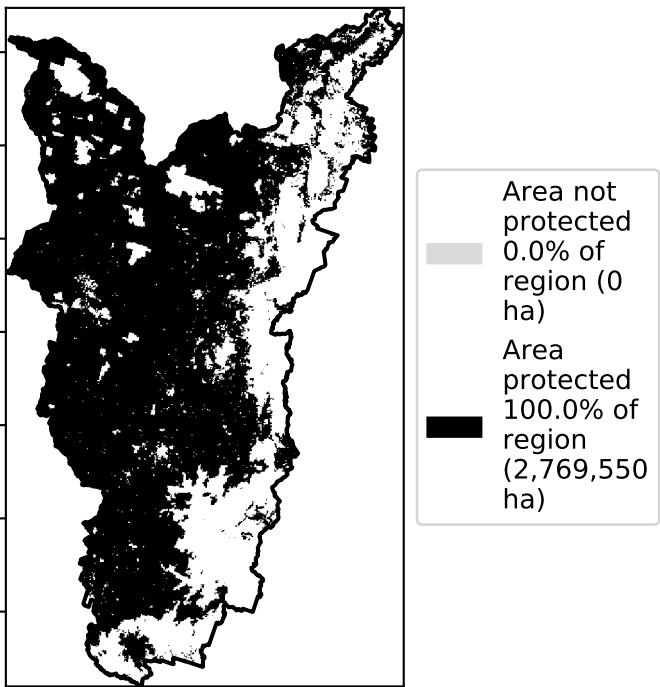 Area not
protected
0.0% of
region (0
ha)
Area
protected
100.0% of
region
(2,769,550
ha)